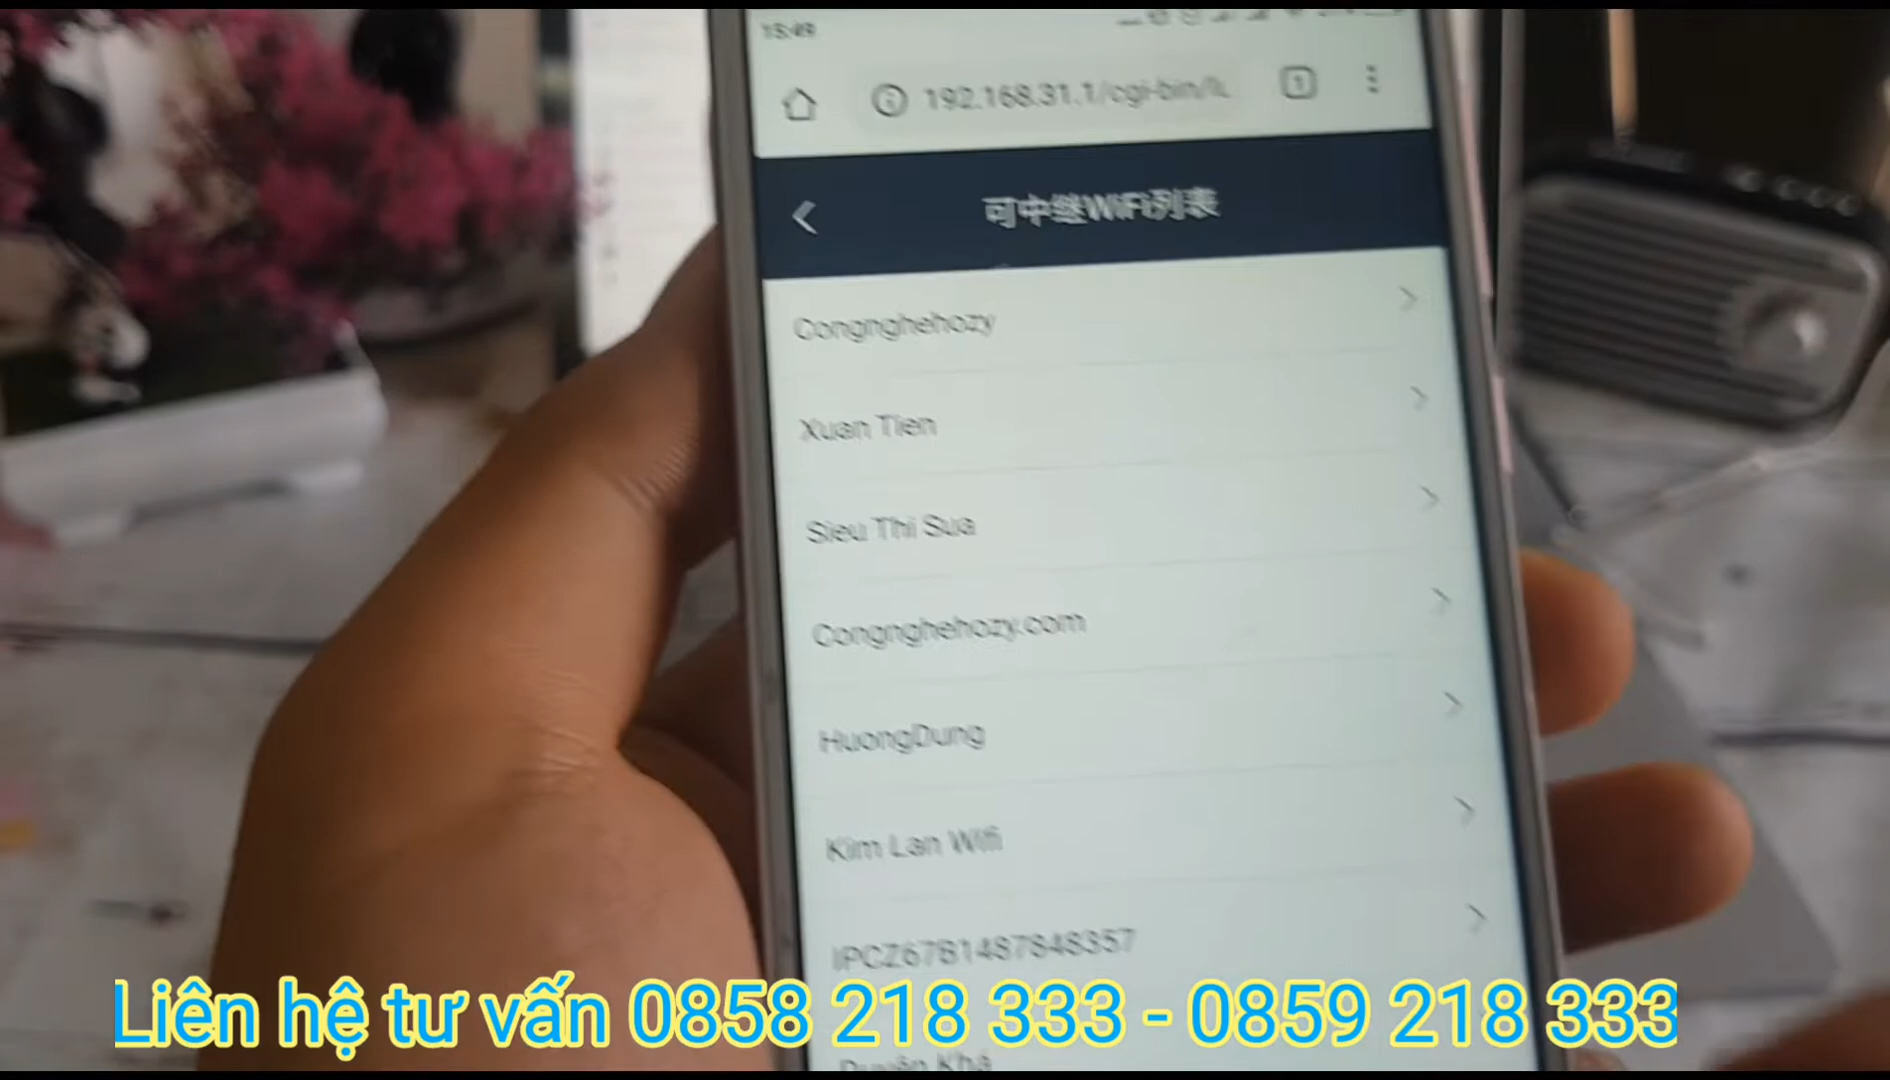 15:49
192.168.31.1/cgi-bin/lu
可中继WiFi列表
Congnghehozy
Xuan Tien
Sieu Thi Sua
Congnghehozy.com
HuongDung
Kim Lan Wifi
IPCZ67B1487848357
Liên hệ tư vấn 0858 218 333 - 0859 218 333